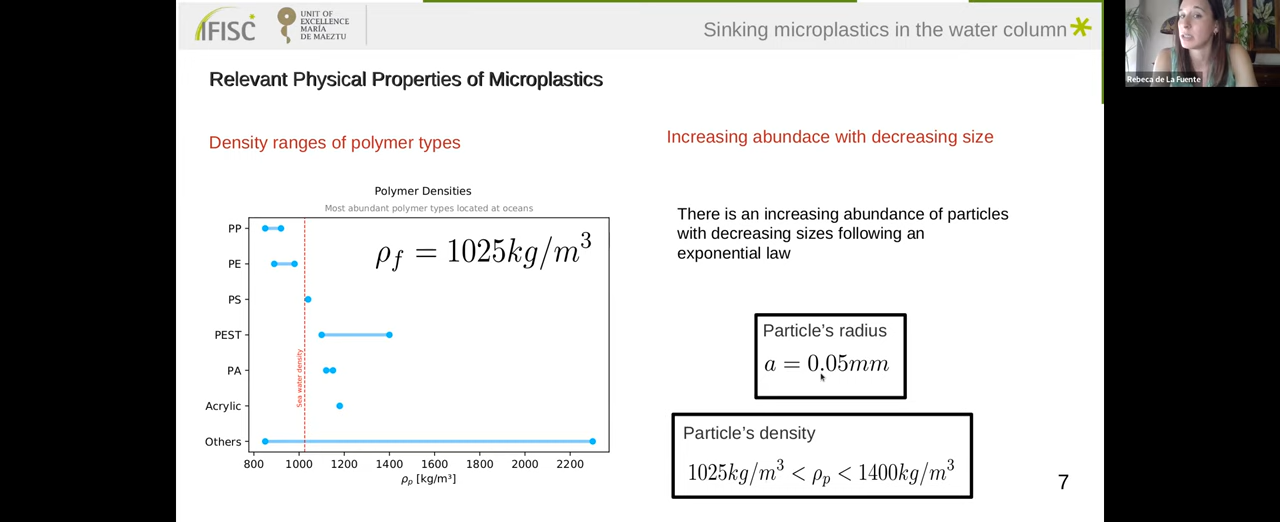 IFISC
UNIT OF
EXCELLENCE
MARÍA
DE MAEZTU
Sinking microplastics in the water column
Rebeca de La Fuente
Relevant Physical Properties of Microplastics
Density ranges of polymer types
Polymer Densities
Most abundant polymer types located at oceans
ρf = 1025kg/m³
PP
PE
PS
PEST
PA
Acrylic
Others
Sea water density
800 1000 1200 1400 1600 1800 2000 2200
ρp [kg/m³]
Increasing abundace with decreasing size
There is an increasing abundance of particles
with decreasing sizes following an
exponential law
Particle's radius
a = 0.05mm
Particle's density
1025kg/m³ < ρp < 1400kg/m³
7